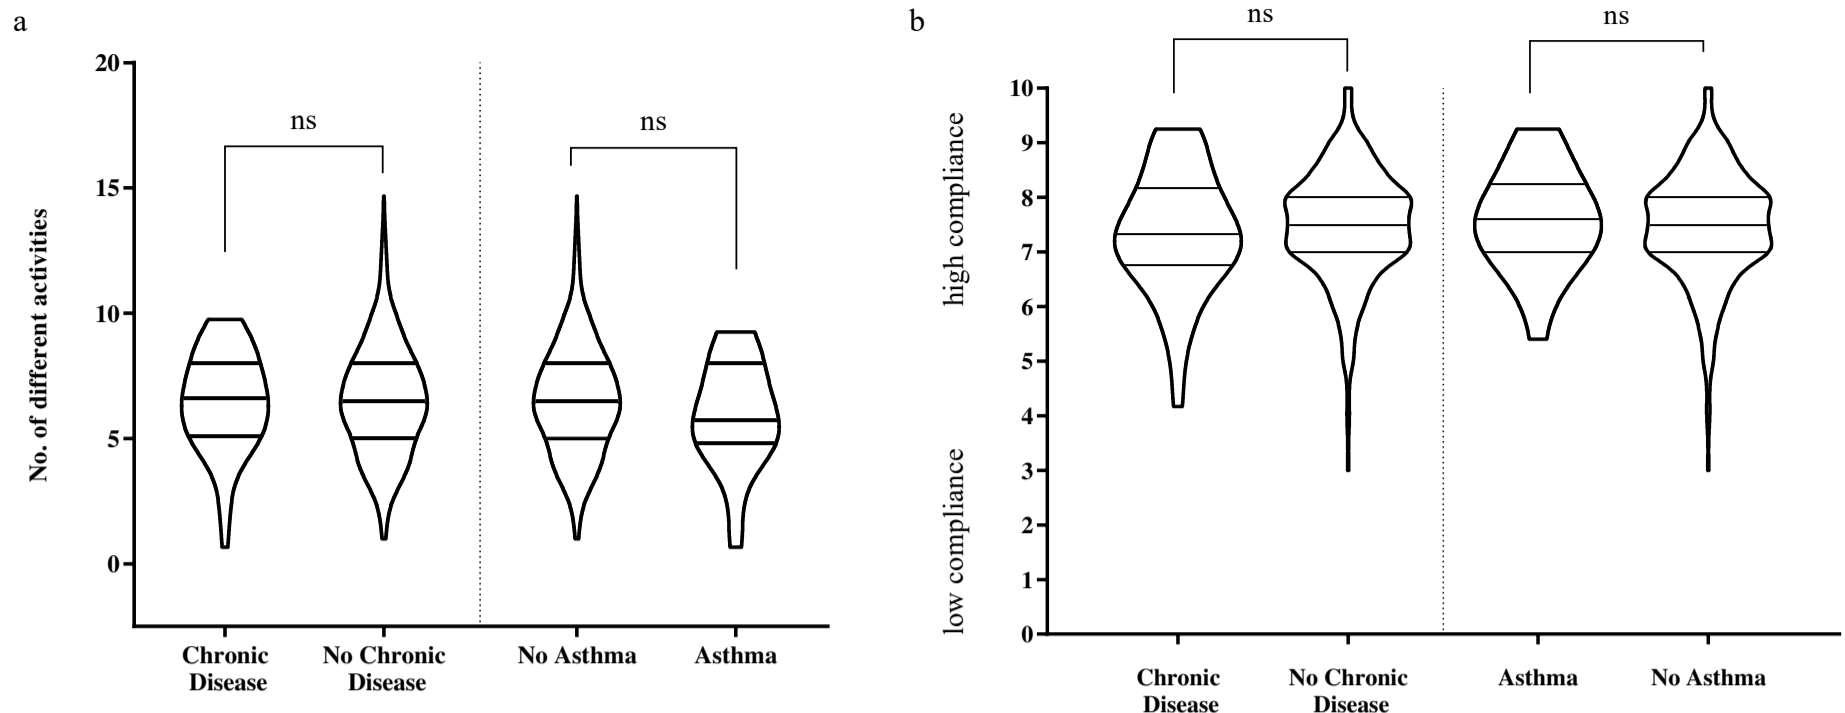 a
No. of different activities
20
15
10
5
0
ns
ns
Chronic
Disease
No Chronic
Disease
No Asthma
Asthma
b
low compliance
high compliance
10
9
8
7
6
5
4
3
2
1
0
ns
ns
Chronic
Disease
No Chronic
Disease
Asthma
No Asthma